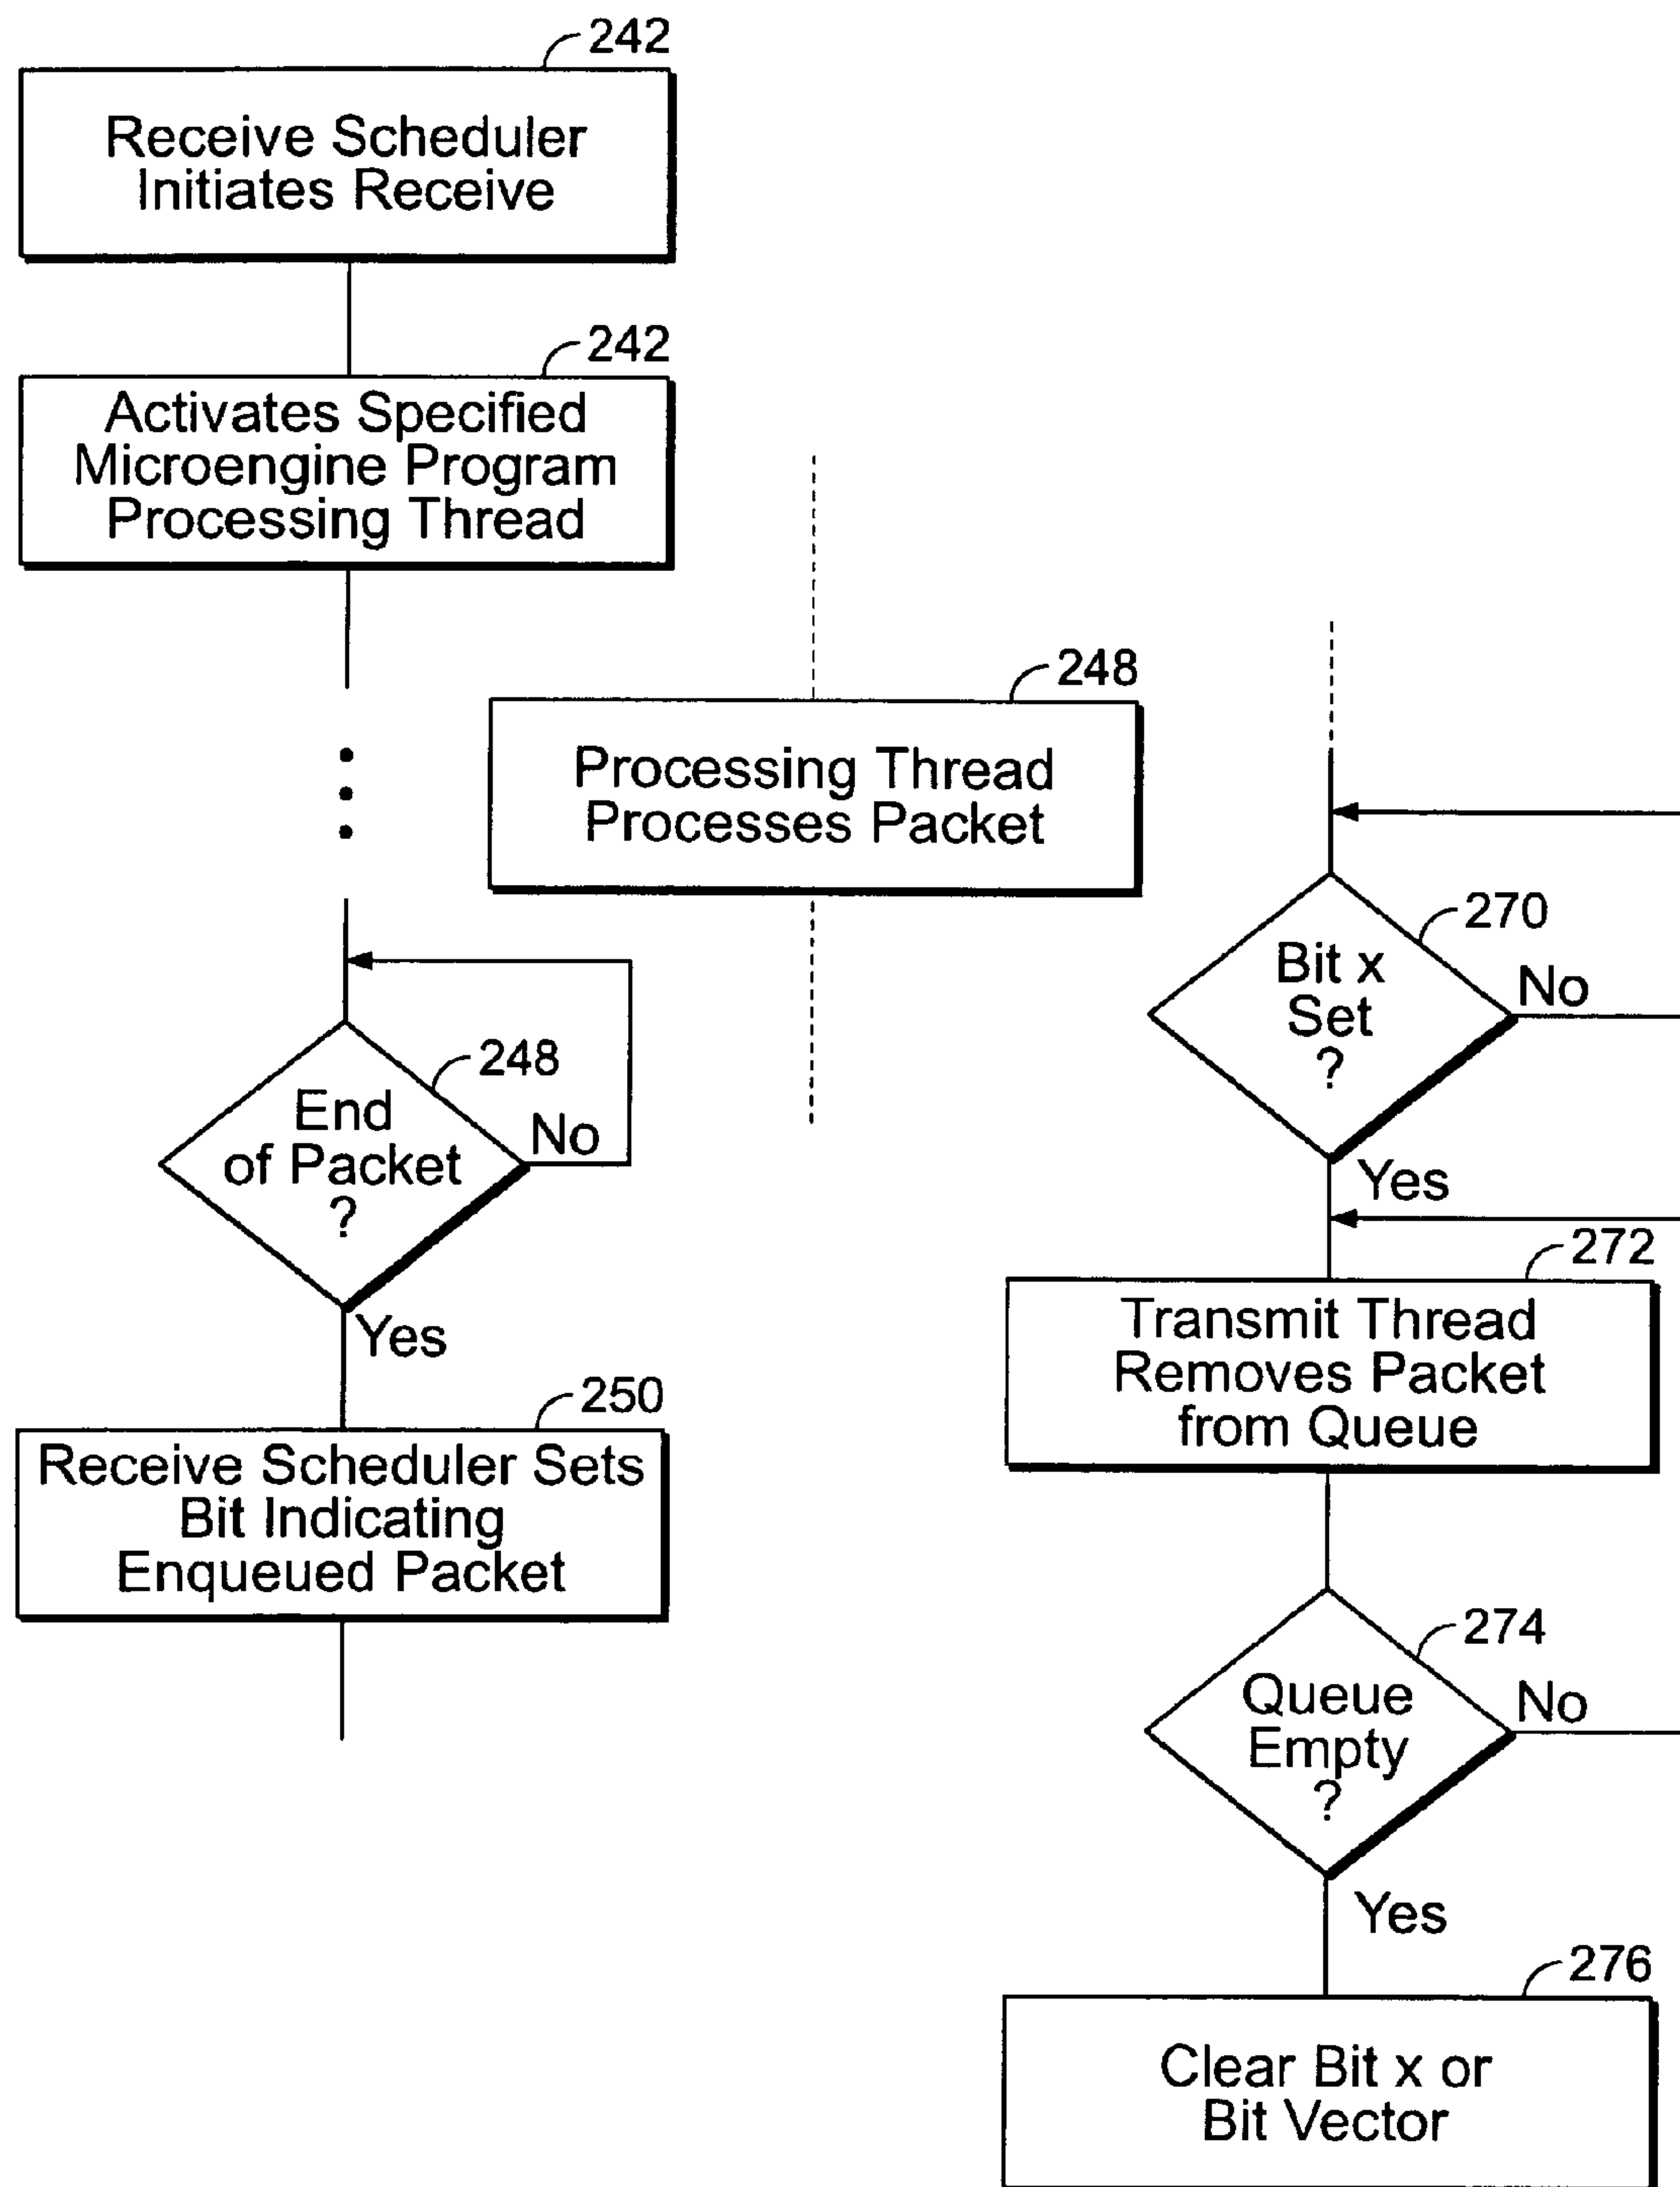 242
Receive Scheduler
Initiates Receive
242
Activates Specified
Microengine Program
Processing Thread
248
Processing Thread
Processes Packet
248
End
of Packet
?
No
Yes
250
Receive Scheduler Sets
Bit Indicating
Enqueued Packet
270
Bit x
Set
?
No
Yes
272
Transmit Thread
Removes Packet
from Queue
274
Queue
Empty
?
No
Yes
276
Clear Bit x or
Bit Vector